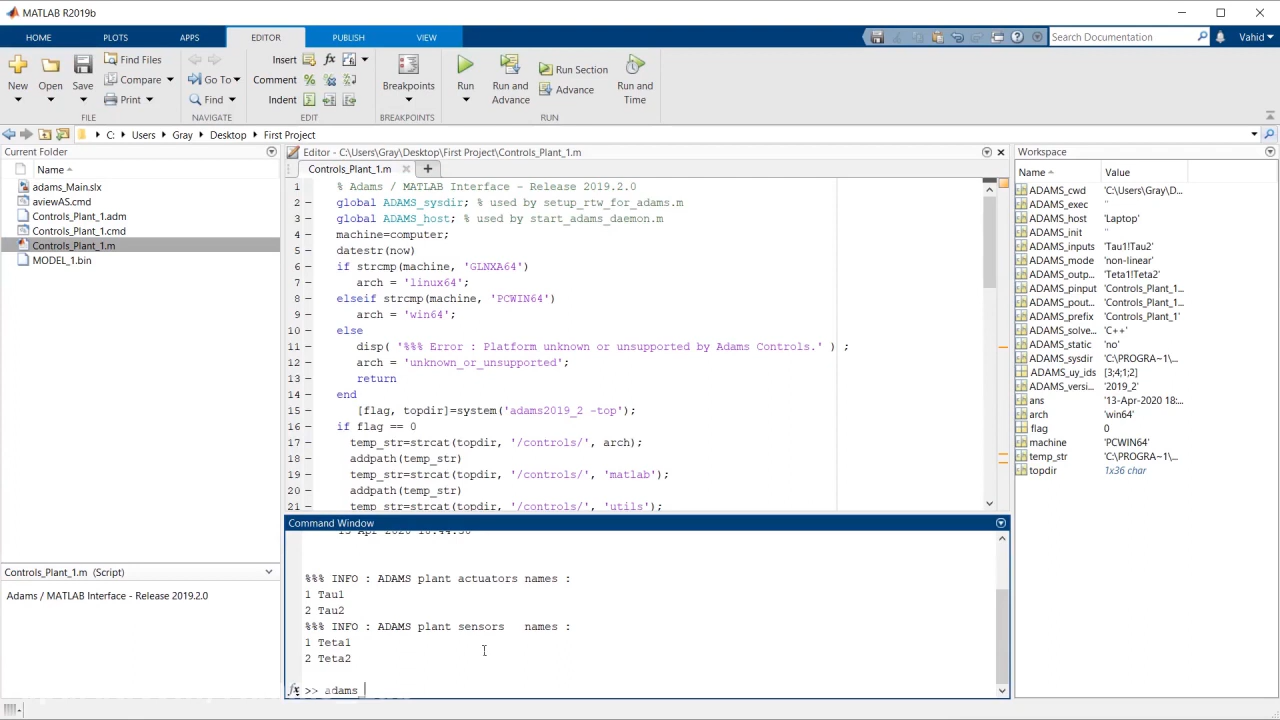 MATLAB R2019b
HOME PLOTS APPS EDITOR PUBLISH VIEW
Search Documentation
Vahid
New
Open
Save
Find Files
Compare
Print
FILE
Go To
Find
NAVIGATE
Insert
Comment
Indent
EDIT
Breakpoints
BREAKPOINTS
Run
Run and Advance
Run Section
Advance
Run and Time
RUN
C: Users Gray Desktop First Project
Current Folder
Name
adams_Main.slx
aviewAS.cmd
Controls_Plant_1.adm
Controls_Plant_1.cmd
Controls_Plant_1.m
MODEL_1.bin
Controls_Plant_1.m (Script)
Adams / MATLAB Interface - Release 2019.2.0
Editor - C:\Users\Gray\Desktop\First Project\Controls_Plant_1.m
Controls_Plant_1.m
1 % Adams / MATLAB Interface - Release 2019.2.0
2 – global ADAMS_sysdir; % used by setup_rtw_for_adams.m
3 – global ADAMS_host; % used by start_adams_daemon.m
4 – machine=computer;
5 – datestr(now)
6 – if strcmp(machine, 'GLNXA64')
7 – arch = 'linux64';
8 – elseif strcmp(machine, 'PCWIN64')
9 – arch = 'win64';
10 – else
11 – disp( '%%% Error : Platform unknown or unsupported by Adams Controls.' ) ;
12 – arch = 'unknown_or_unsupported';
13 – return
14 – end
15 – [flag, topdir]=system('adams2019_2 -top');
16 – if flag == 0
17 – temp_str=strcat(topdir, '/controls/', arch);
18 – addpath(temp_str)
19 – temp_str=strcat(topdir, '/controls/', 'matlab');
20 – addpath(temp_str)
21 – temp_str=strcat(topdir, '/controls/', 'utils');
Command Window
%%% INFO : ADAMS plant actuators names :
1 Tau1
2 Tau2
%%% INFO : ADAMS plant sensors names :
1 Teta1
2 Teta2
fx >> adams_
Workspace
Name Value
ADAMS_cwd 'C:\Users\Gray\D...
ADAMS_exec ''
ADAMS_host 'Laptop'
ADAMS_init ''
ADAMS_inputs 'Tau1!Tau2'
ADAMS_mode 'non-linear'
ADAMS_outp... 'Teta1!Teta2'
ADAMS_pinput 'Controls_Plant_1...
ADAMS_pout... 'Controls_Plant_1...
ADAMS_prefix 'Controls_Plant_1'
ADAMS_solve... 'C++'
ADAMS_static 'no'
ADAMS_sysdir 'C:\PROGRA~1\...
ADAMS_uy_ids [3;4;1;2]
ADAMS_versi... '2019_2'
ans '13-Apr-2020 18:...
arch 'win64'
flag 0
machine 'PCWIN64'
temp_str 'C:\PROGRA~1\...
topdir 1x36 char